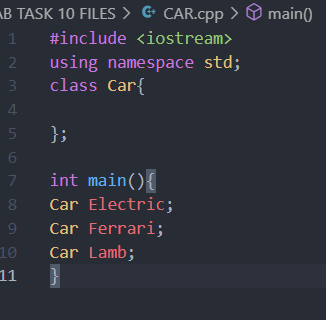 AB TASK 10 FILES > CAR.cpp > main()
1 #include <iostream>
2 using namespace std;
3 class Car{
4
5 };
6
7 int main(){
8 Car Electric;
9 Car Ferrari;
10 Car Lamb;
11 }